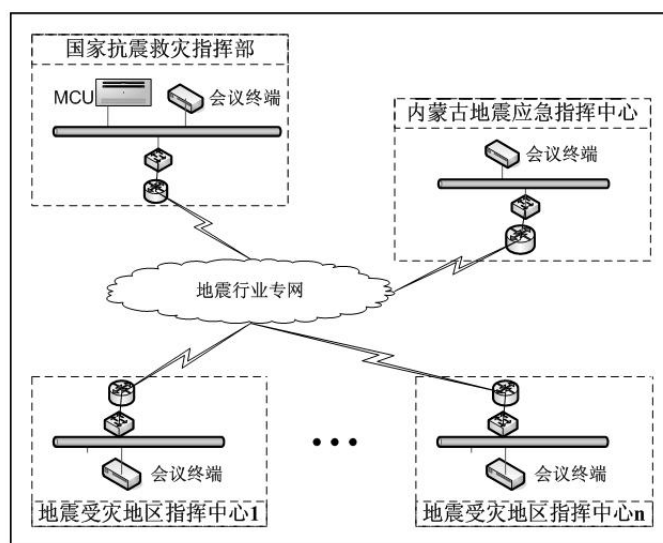 国家抗震救灾指挥部
MCU
会议终端
内蒙古地震应急指挥中心
会议终端
地震行业专网
会议终端
地震受灾地区指挥中心1
会议终端
地震受灾地区指挥中心n